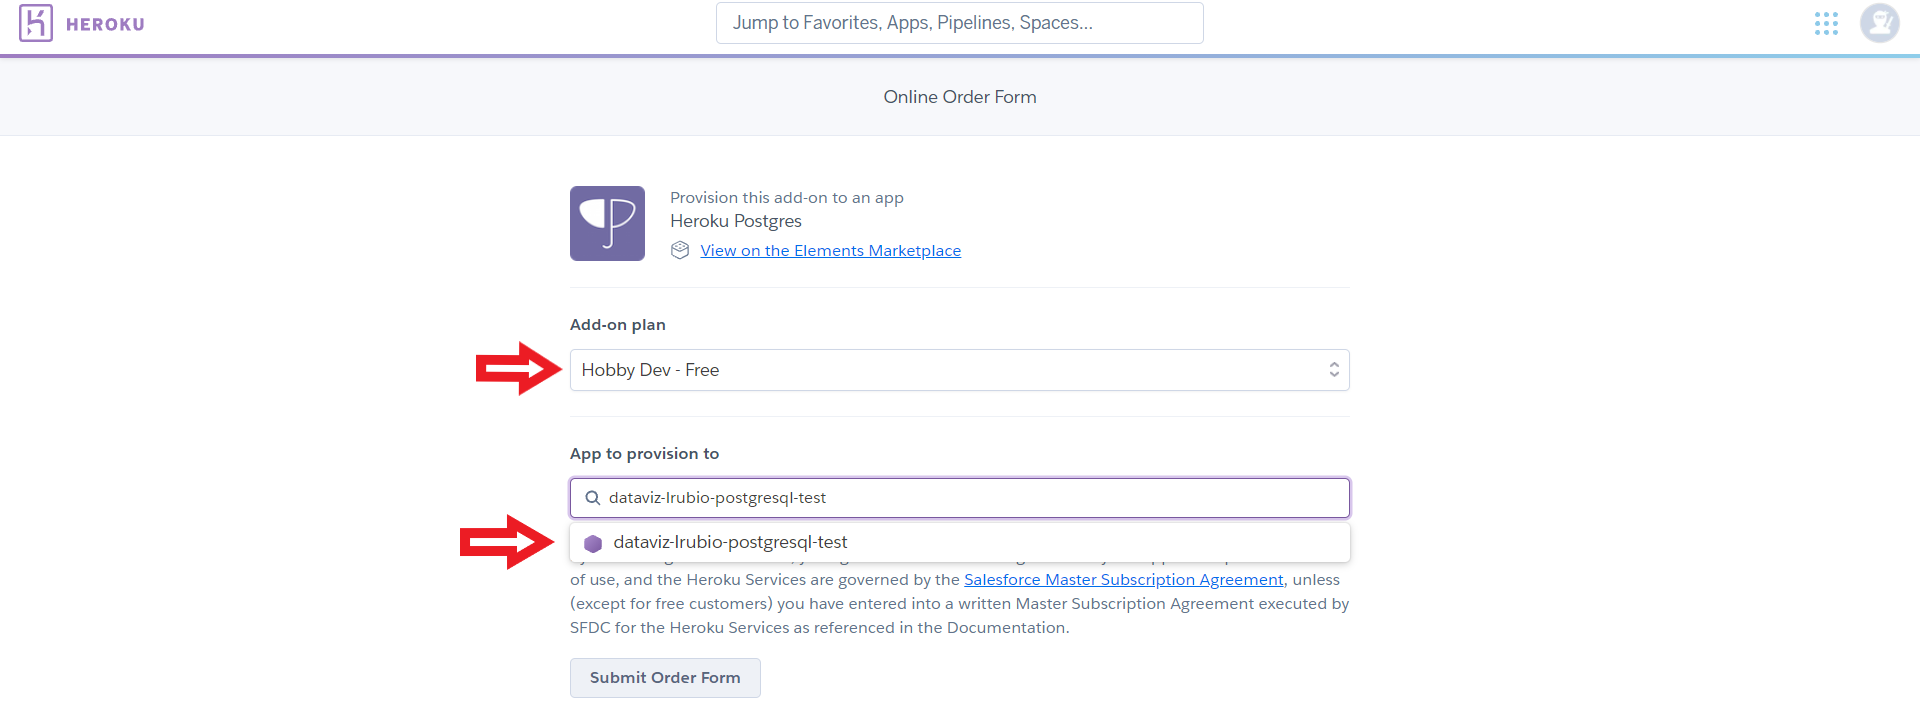 HEROKU
Jump to Favorites, Apps, Pipelines, Spaces...
Online Order Form
Provision this add-on to an app
Heroku Postgres
View on the Elements Marketplace
Add-on plan
Hobby Dev - Free
App to provision to
dataviz-lrubio-postgresql-test
dataviz-lrubio-postgresql-test
of use, and the Heroku Services are governed by the Salesforce Master Subscription Agreement, unless
(except for free customers) you have entered into a written Master Subscription Agreement executed by
SFDC for the Heroku Services as referenced in the Documentation.
Submit Order Form